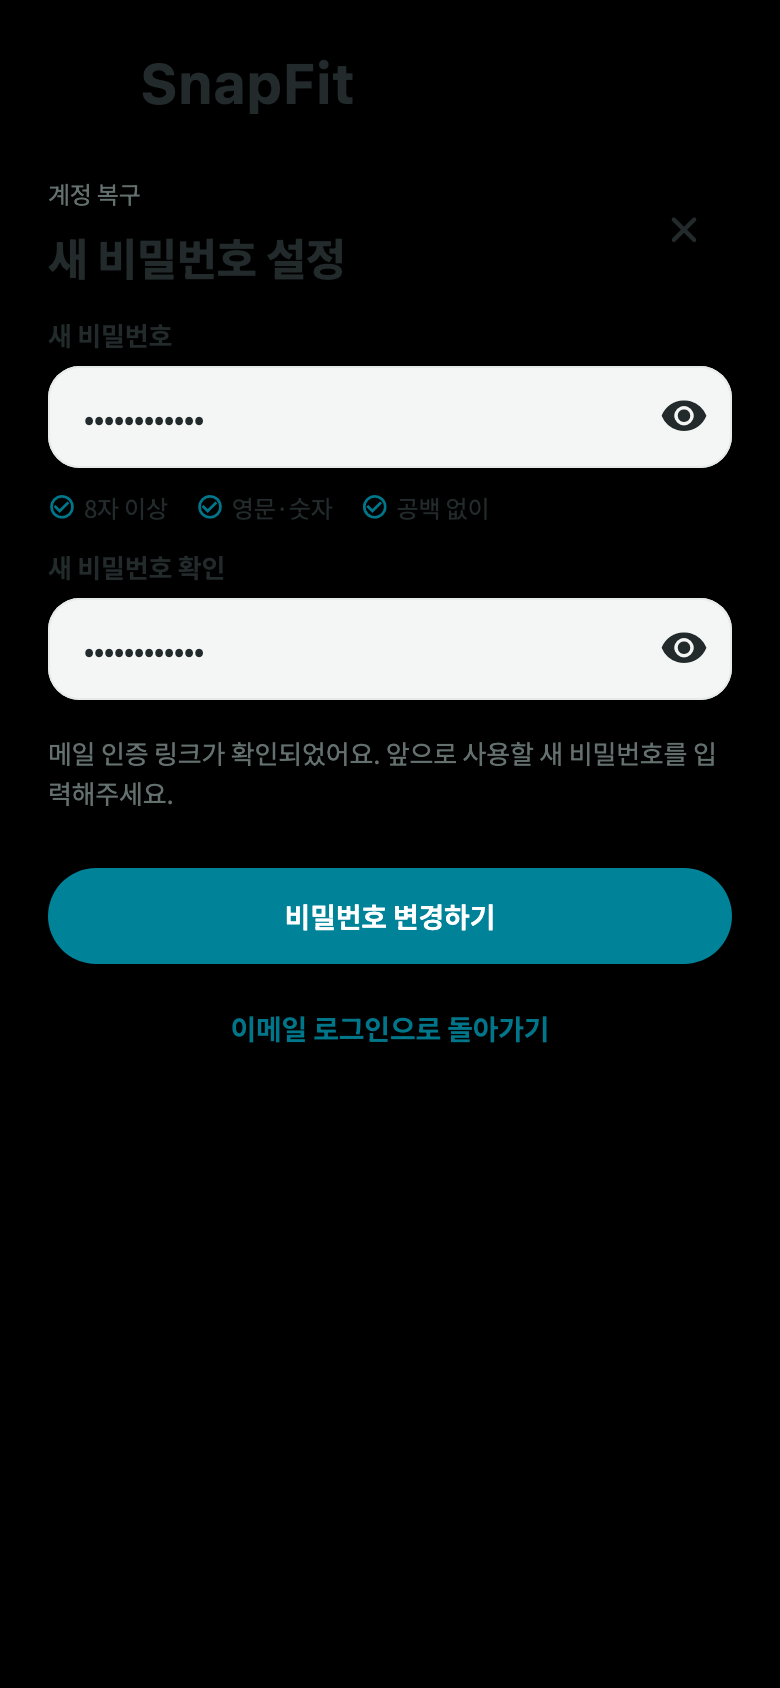 SnapFit
계정 복구
새 비밀번호 설정
새 비밀번호
••••••••••••
8자 이상 영문·숫자 공백 없이
새 비밀번호 확인
••••••••••••
메일 인증 링크가 확인되었어요. 앞으로 사용할 새 비밀번호를 입
력해주세요.
비밀번호 변경하기
이메일 로그인으로 돌아가기